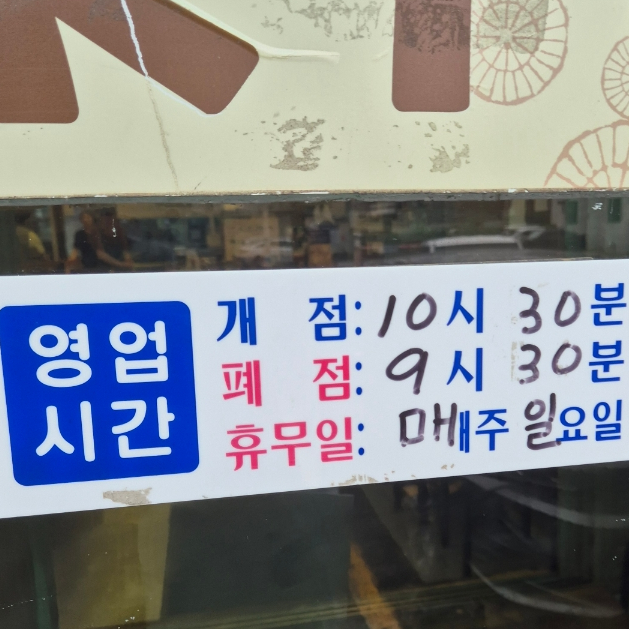 영업
시간
개 점: 10시 30분
폐 점: 9시 30분
휴무일: 매주 일요일